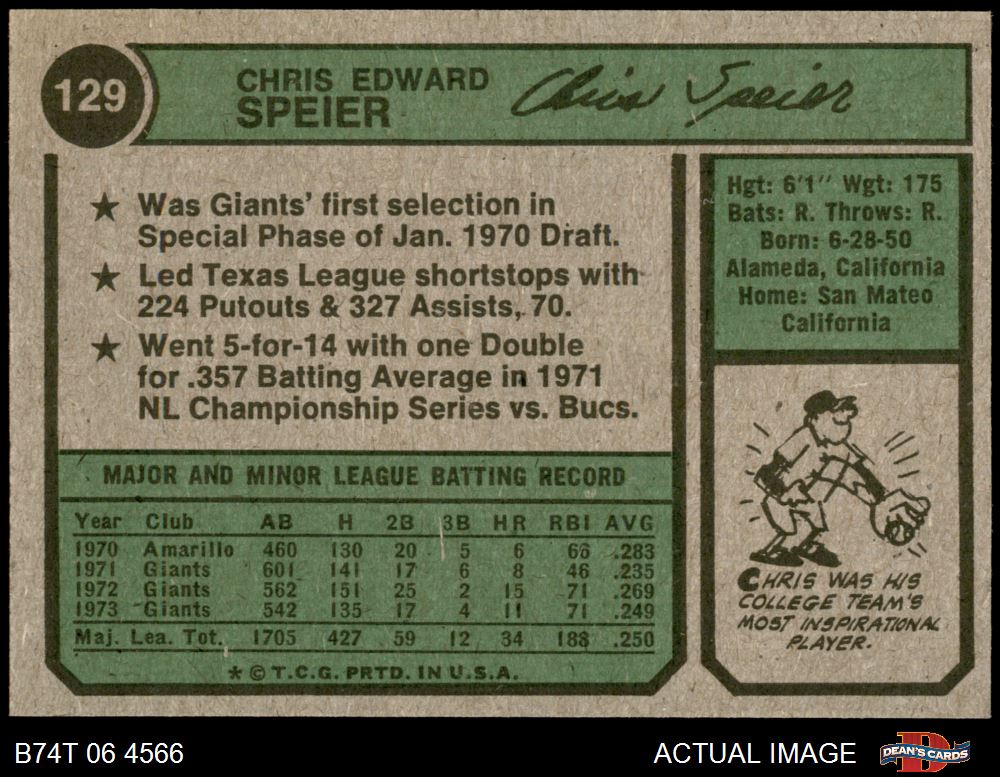 129
CHRIS EDWARD
SPEIER
Chris Speier
★ Was Giants' first selection in
Special Phase of Jan. 1970 Draft.
★ Led Texas League shortstops with
224 Putouts & 327 Assists, 70.
★ Went 5-for-14 with one Double
for .357 Batting Average in 1971
NL Championship Series vs. Bucs.
Hgt: 6'1" Wgt: 175
Bats: R. Throws: R.
Born: 6-28-50
Alameda, California
Home: San Mateo
California
MAJOR AND MINOR LEAGUE BATTING RECORD
Year Club AB H 2B 3B HR RBI AVG
1970 Amarillo 460 130 20 5 6 66 .283
1971 Giants 601 141 17 6 8 46 .235
1972 Giants 562 151 25 2 15 71 .269
1973 Giants 542 135 17 4 11 71 .249
Maj. Lea. Tot. 1705 427 59 12 34 188 .250
* © T.C.G. PRTD. IN U.S.A.
CHRIS WAS HIS
COLLEGE TEAM'S
MOST INSPIRATIONAL
PLAYER.
B74T 06 4566
ACTUAL IMAGE
DEAN'S CARDS